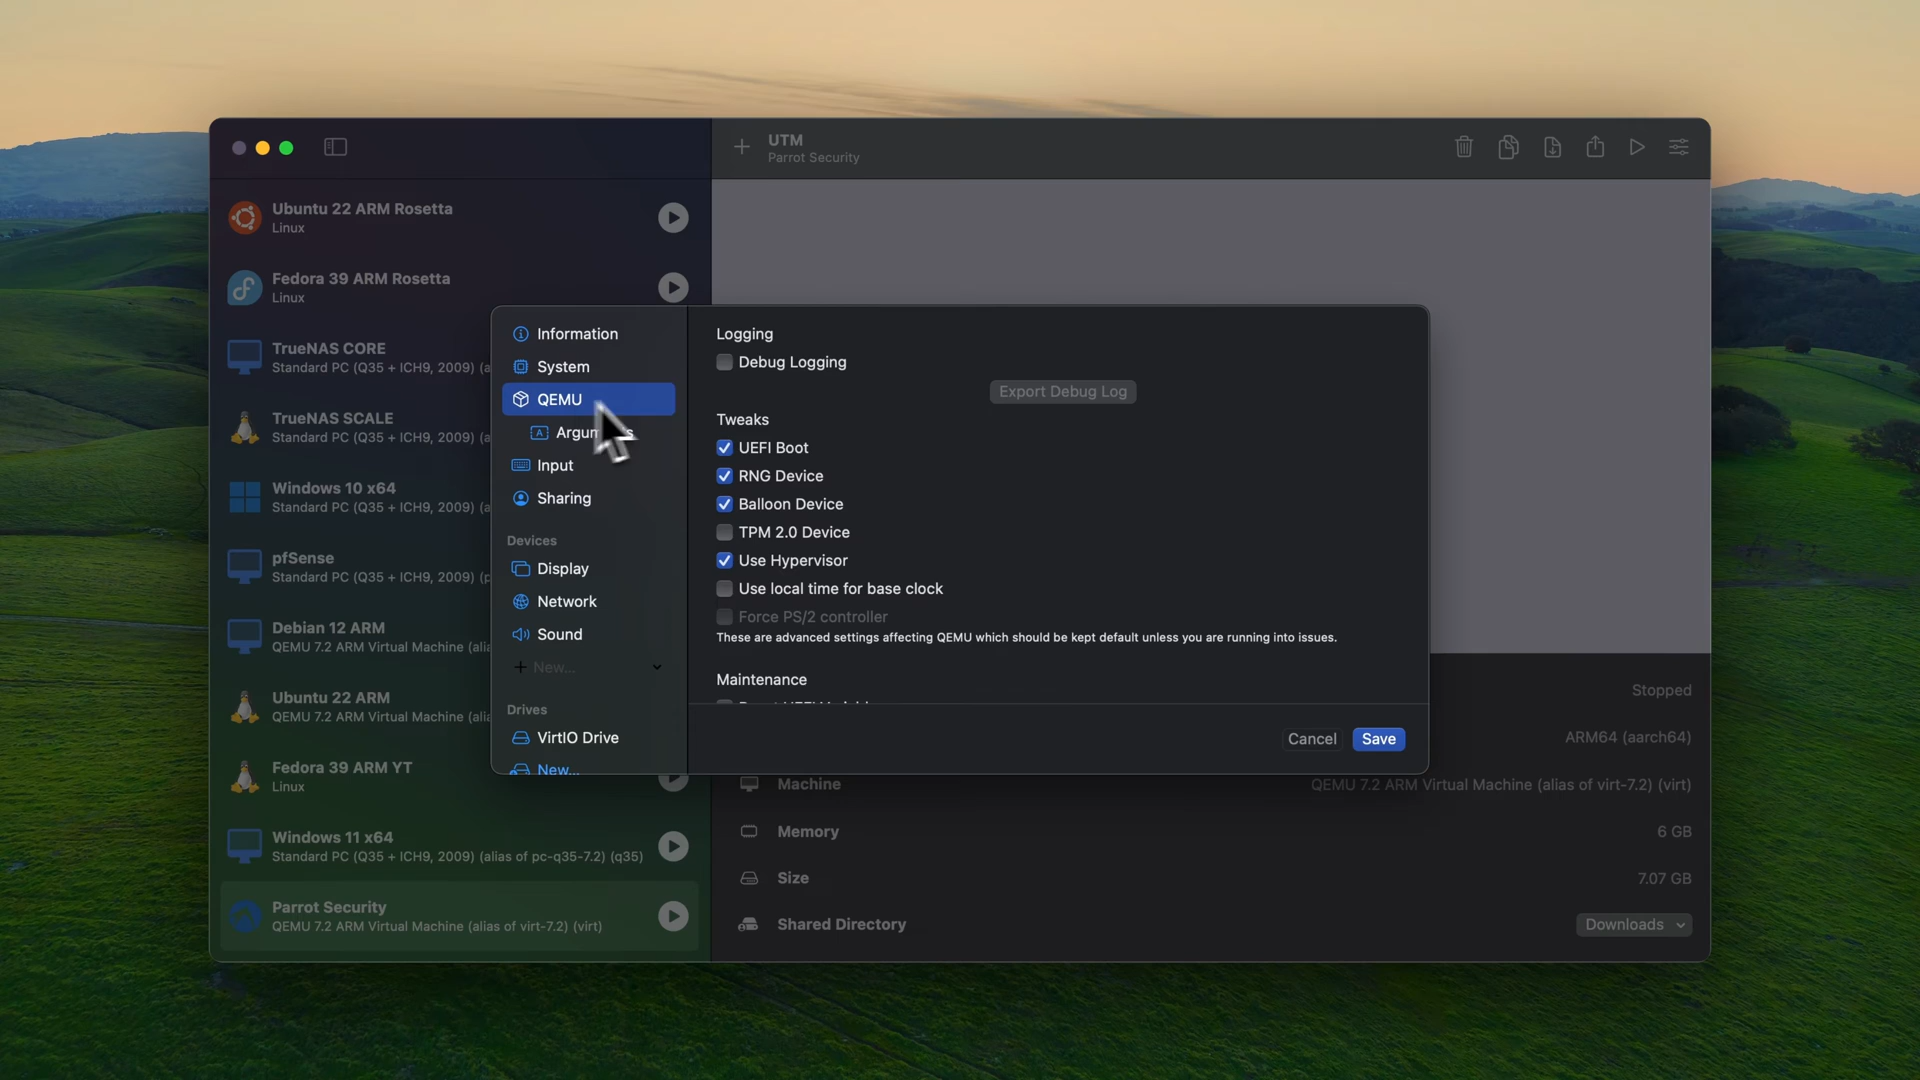 UTM
Parrot Security
Ubuntu 22 ARM Rosetta
Linux
Fedora 39 ARM Rosetta
Linux
TrueNAS CORE
Standard PC (Q35 + ICH9, 2009) (a
TrueNAS SCALE
Standard PC (Q35 + ICH9, 2009) (a
Windows 10 x64
Standard PC (Q35 + ICH9, 2009) (a
pfSense
Standard PC (Q35 + ICH9, 2009) (p
Debian 12 ARM
QEMU 7.2 ARM Virtual Machine (alia
Ubuntu 22 ARM
QEMU 7.2 ARM Virtual Machine (alia
Fedora 39 ARM YT
Linux
Windows 11 x64
Standard PC (Q35 + ICH9, 2009) (alias of pc-q35-7.2) (q35)
Parrot Security
QEMU 7.2 ARM Virtual Machine (alias of virt-7.2) (virt)
Information
System
QEMU
Input
Sharing
Devices
Display
Network
Sound
New...
Drives
VirtIO Drive
New...
Logging
Debug Logging
Export Debug Log
Tweaks
UEFI Boot
RNG Device
Balloon Device
TPM 2.0 Device
Use Hypervisor
Use local time for base clock
Force PS/2 controller
These are advanced settings affecting QEMU which should be kept default unless you are running into issues.
Maintenance
Cancel
Save
Stopped
ARM64 (aarch64)
Machine
QEMU 7.2 ARM Virtual Machine (alias of virt-7.2) (virt)
Memory
6 GB
Size
7.07 GB
Shared Directory
Downloads